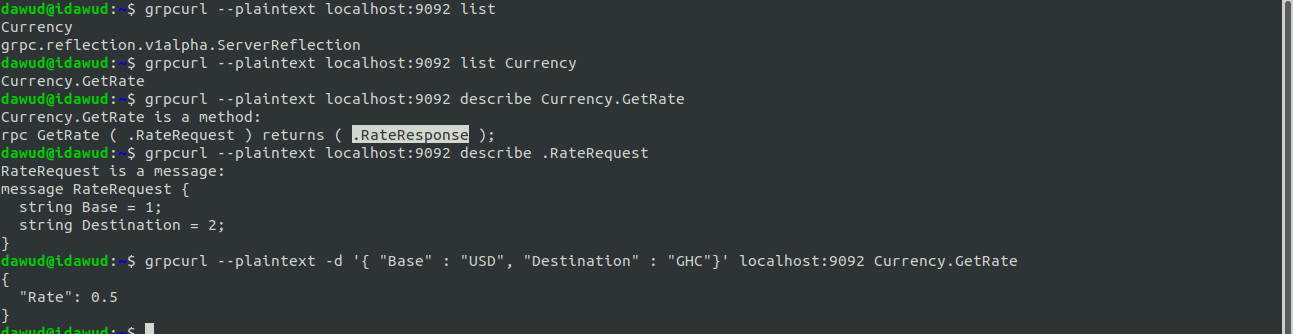 dawud@idawud:~$ grpcurl --plaintext localhost:9092 list
Currency
grpc.reflection.v1alpha.ServerReflection
dawud@idawud:~$ grpcurl --plaintext localhost:9092 list Currency
Currency.GetRate
dawud@idawud:~$ grpcurl --plaintext localhost:9092 describe Currency.GetRate
Currency.GetRate is a method:
rpc GetRate ( .RateRequest ) returns ( .RateResponse );
dawud@idawud:~$ grpcurl --plaintext localhost:9092 describe .RateRequest
RateRequest is a message:
message RateRequest {
  string Base = 1;
  string Destination = 2;
}
dawud@idawud:~$ grpcurl --plaintext -d '{ "Base" : "USD", "Destination" : "GHC"}' localhost:9092 Currency.GetRate
{
  "Rate": 0.5
}
dawud@idawud:~$